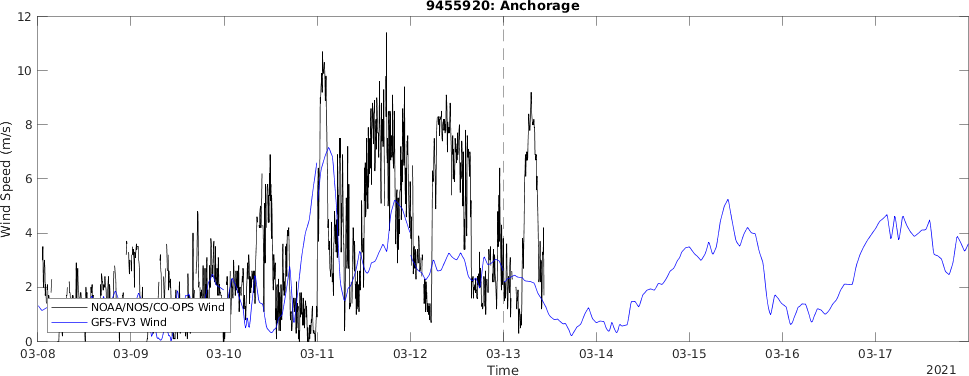 9455920: Anchorage
12
10
8
6
4
2
0
Wind Speed (m/s)
NOAA/NOS/CO-OPS Wind
GFS-FV3 Wind
03-08 03-09 03-10 03-11 03-12 03-13 03-14 03-15 03-16 03-17
Time
2021